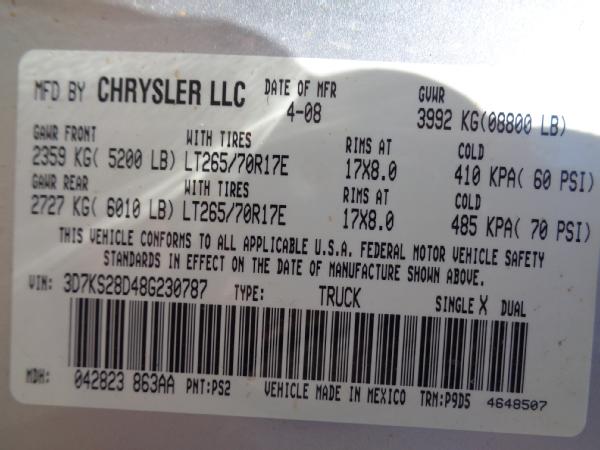 MFD BY CHRYSLER LLC DATE OF MFR 4-08 GVWR 3992 KG(08800 LB)
GAWR FRONT WITH TIRES RIMS AT COLD
2359 KG( 5200 LB) LT265/70R17E 17X8.0 410 KPA( 60 PSI)
GAWR REAR WITH TIRES RIMS AT COLD
2727 KG( 6010 LB) LT265/70R17E 17X8.0 485 KPA( 70 PSI)
THIS VEHICLE CONFORMS TO ALL APPLICABLE U.S.A. FEDERAL MOTOR VEHICLE SAFETY
STANDARDS IN EFFECT ON THE DATE OF MANUFACTURE SHOWN ABOVE.
VIN: 3D7KS28D48G230787 TYPE: TRUCK SINGLE X DUAL
MDH: 042823 863AA PNT:PS2 VEHICLE MADE IN MEXICO TRM:P9D5 4648507